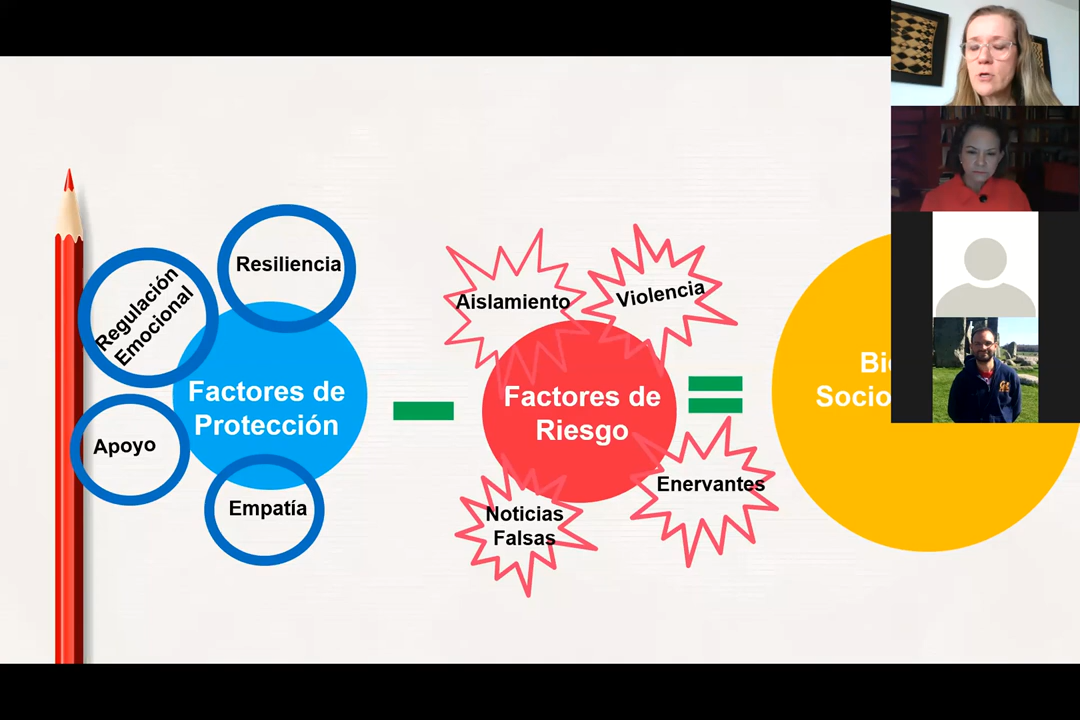 Resiliencia
Regulación
Emocional
Factores de
Protección
Apoyo
Empatía
Aislamiento
Violencia
Factores de
Riesgo
Enervantes
Noticias
Falsas